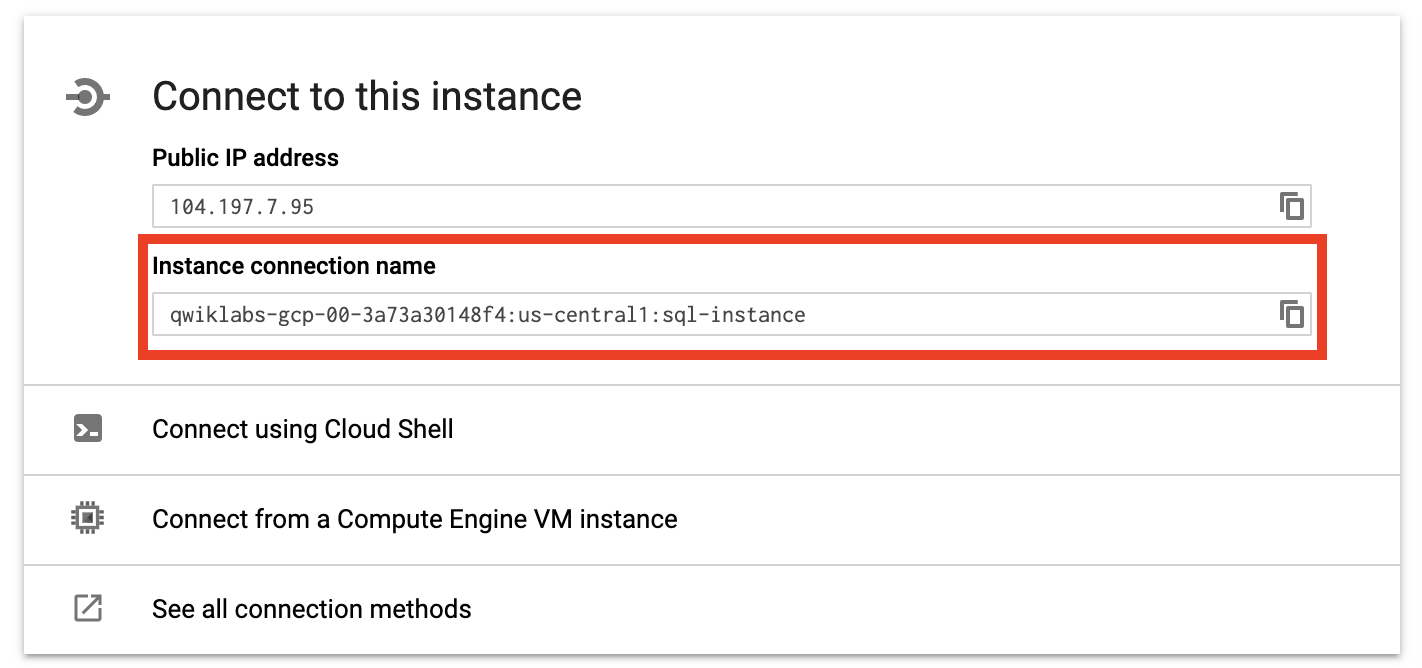 Connect to this instance
Public IP address
104.197.7.95
Instance connection name
qwiklabs-gcp-00-3a73a30148f4:us-central1:sql-instance
Connect using Cloud Shell
Connect from a Compute Engine VM instance
See all connection methods